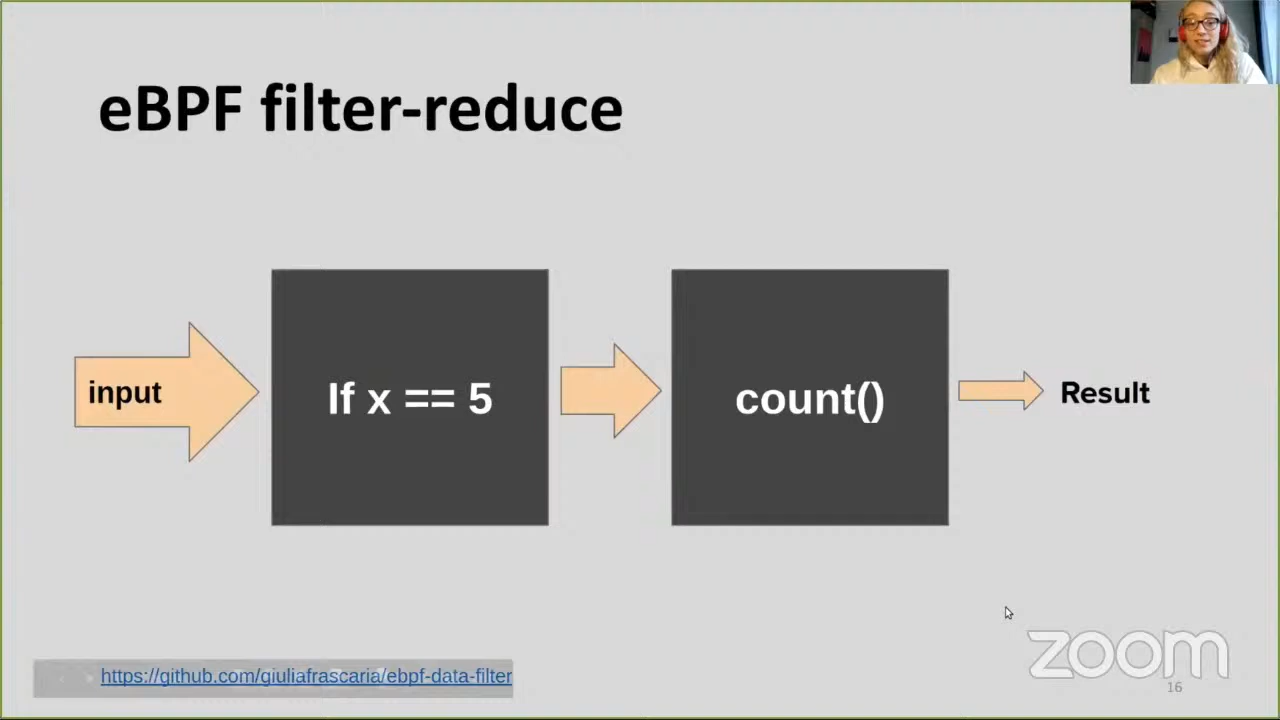 eBPF filter-reduce
input
If x == 5
count()
Result
https://github.com/giuliafrascaria/ebpf-data-filter
zoom
16